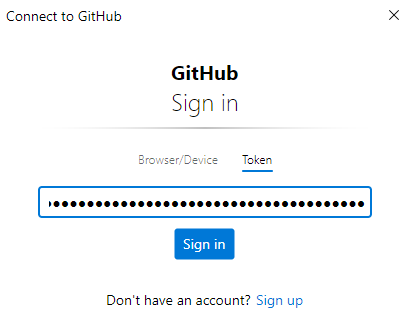 Connect to GitHub
GitHub
Sign in
Browser/Device Token
Sign in
Don't have an account? Sign up